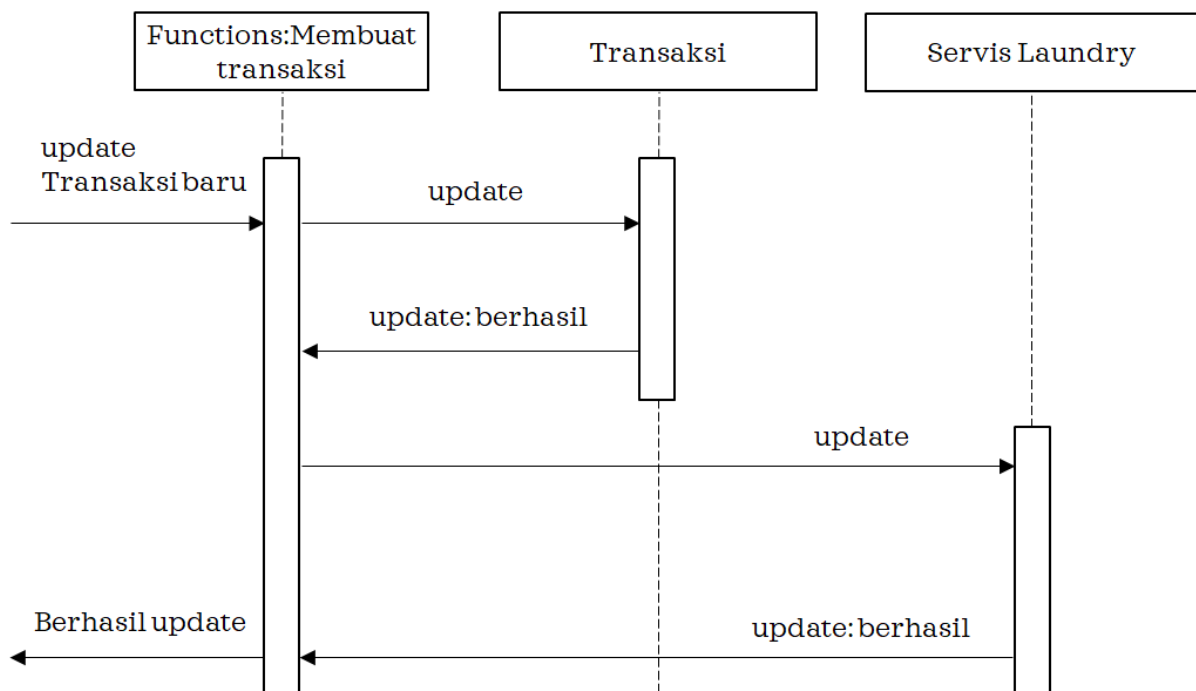 Functions:Membuat
transaksi
Transaksi
Servis Laundry
update
Transaksi baru
update
update: berhasil
update
Berhasil update
update: berhasil